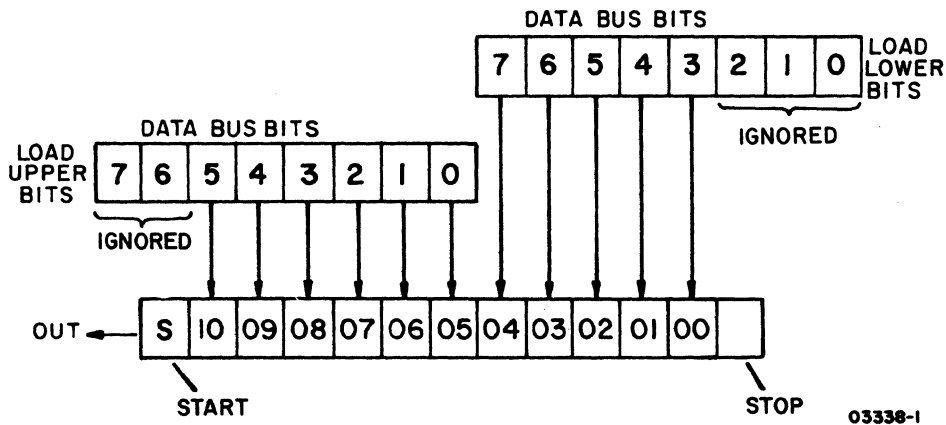 DATA BUS BITS
7 6 5 4 3 2 1 0
LOAD
LOWER
BITS
IGNORED
DATA BUS BITS
LOAD
UPPER
BITS
7 6 5 4 3 2 1 0
IGNORED
OUT
S 10 09 08 07 06 05 04 03 02 01 00
START
STOP
03338-1